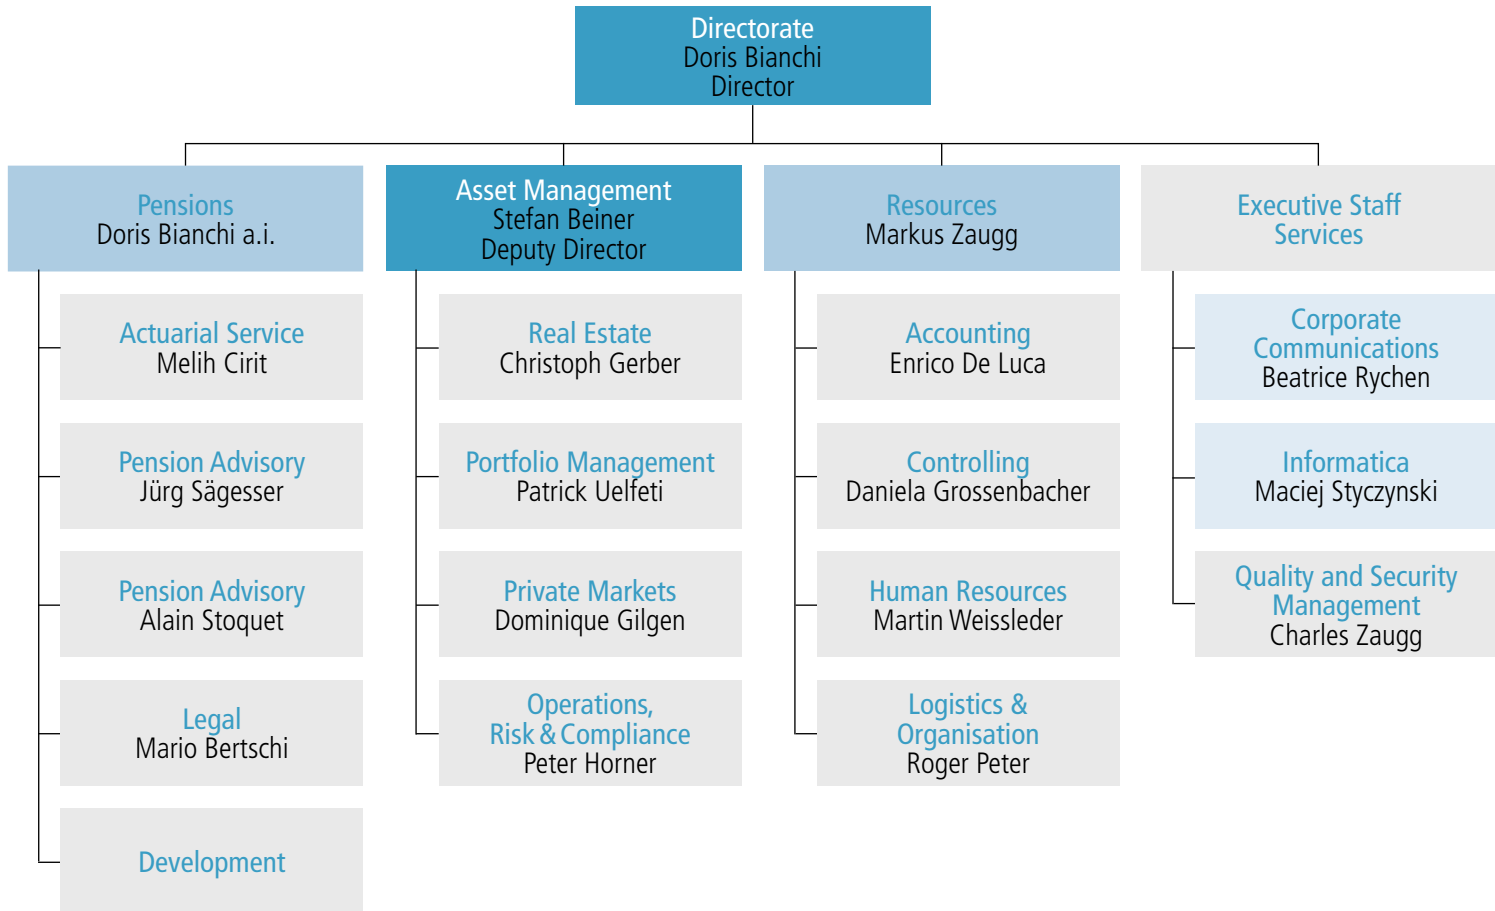 Directorate
Doris Bianchi
Director
Pensions
Doris Bianchi a.i.
Asset Management
Stefan Beiner
Deputy Director
Resources
Markus Zaugg
Executive Staff
Services
Actuarial Service
Melih Cirit
Pension Advisory
Jürg Sägesser
Pension Advisory
Alain Stoquet
Legal
Mario Bertschi
Development
Real Estate
Christoph Gerber
Portfolio Management
Patrick Uelfeti
Private Markets
Dominique Gilgen
Operations,
Risk & Compliance
Peter Horner
Accounting
Enrico De Luca
Controlling
Daniela Grossenbacher
Human Resources
Martin Weissleder
Logistics &
Organisation
Roger Peter
Corporate
Communications
Beatrice Rychen
Informatica
Maciej Styczynski
Quality and Security
Management
Charles Zaugg